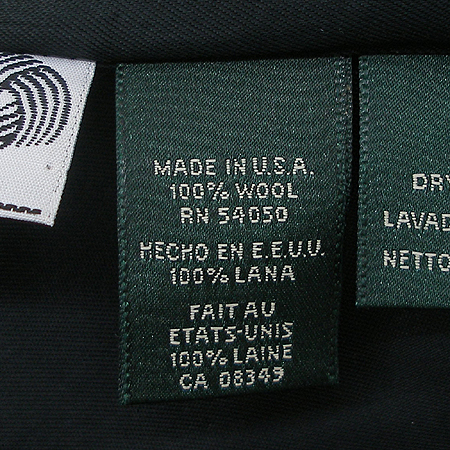 MADE IN U.S.A.
100% WOOL
RN 54050
HECHO EN E.E.U.U.
100% LANA
FAIT AU
ETATS-UNIS
100% LAINE
CA 08349
DRY
LAVAD
NETTO